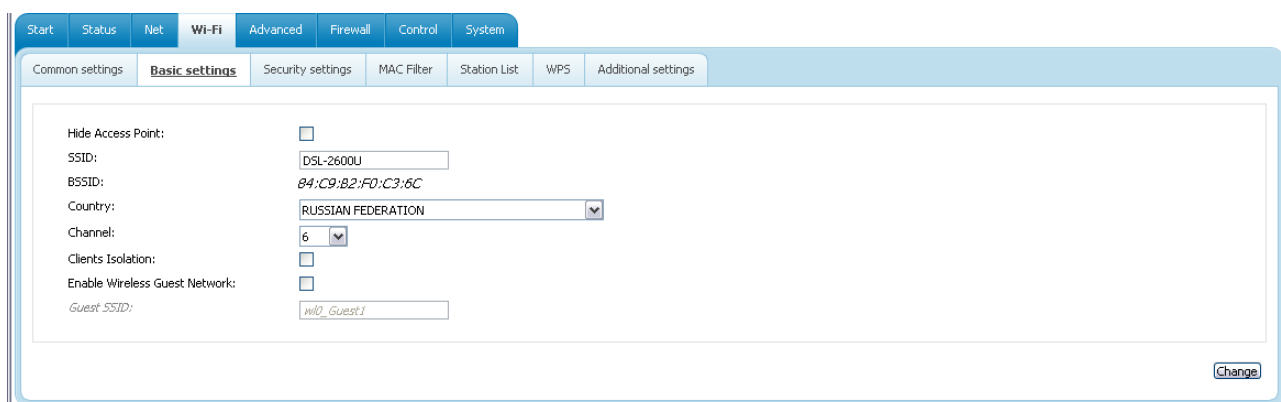 Start Status Net Wi-Fi Advanced Firewall Control System
Common settings Basic settings Security settings MAC Filter Station List WPS Additional settings
Hide Access Point:
SSID: DSL-2600U
BSSID: 84:C9:B2:F0:C3:6C
Country: RUSSIAN FEDERATION
Channel: 6
Clients Isolation:
Enable Wireless Guest Network:
Guest SSID: wl0_Guest1
Change